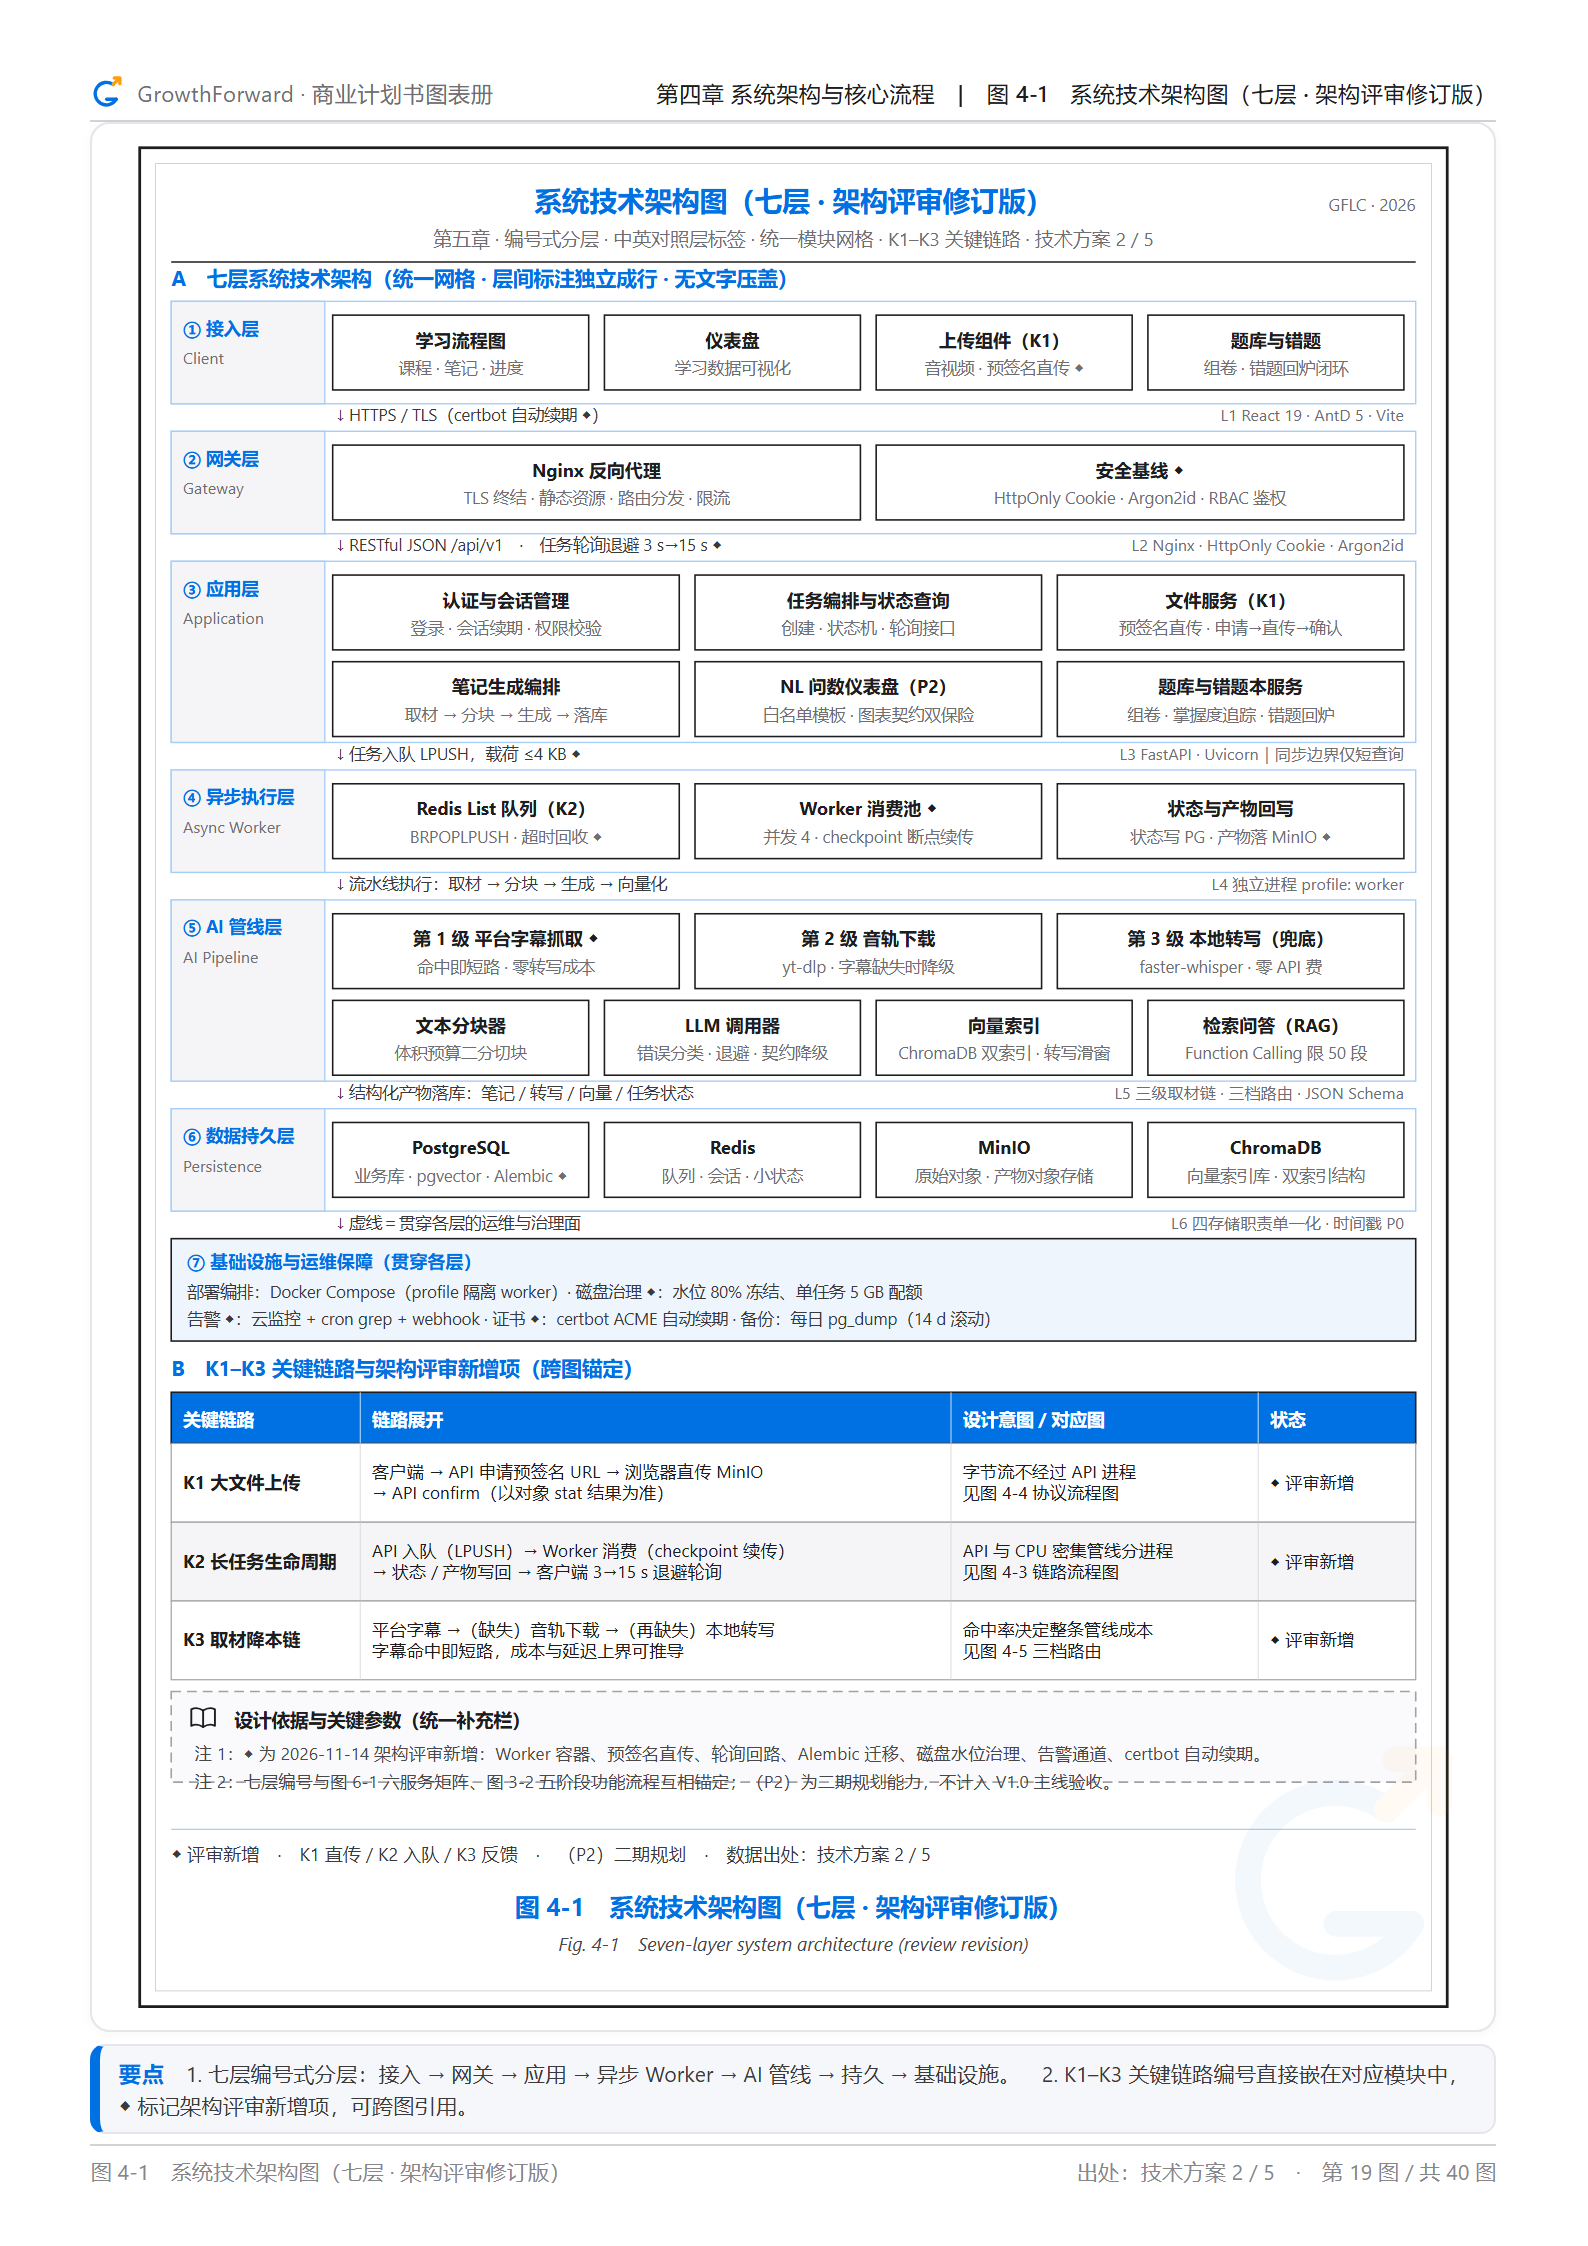 GrowthForward · 商业计划书图表册
第四章 系统架构与核心流程 | 图 4-1 系统技术架构图（七层 · 架构评审修订版）
系统技术架构图（七层 · 架构评审修订版）
GFLC · 2026
第五章 · 编号式分层 · 中英对照层标签 · 统一模块网格 · K1–K3 关键链路 · 技术方案 2 / 5
A 七层系统技术架构（统一网格 · 层间标注独立成行 · 无文字压盖）
① 接入层
Client
学习流程图
课程 · 笔记 · 进度
仪表盘
学习数据可视化
上传组件（K1）
音视频 · 预签名直传 ◆
题库与错题
组卷 · 错题回炉闭环
↓ HTTPS / TLS（certbot 自动续期 ◆）
L1 React 19 · AntD 5 · Vite
② 网关层
Gateway
Nginx 反向代理
TLS 终结 · 静态资源 · 路由分发 · 限流
安全基线 ◆
HttpOnly Cookie · Argon2id · RBAC 鉴权
↓ RESTful JSON /api/v1 · 任务轮询退避 3 s→15 s ◆
L2 Nginx · HttpOnly Cookie · Argon2id
③ 应用层
Application
认证与会话管理
登录 · 会话续期 · 权限校验
任务编排与状态查询
创建 · 状态机 · 轮询接口
文件服务（K1）
预签名直传 · 申请→直传→确认
笔记生成编排
取材 → 分块 → 生成 → 落库
NL 问数仪表盘（P2）
白名单模板 · 图表契约双保险
题库与错题本服务
组卷 · 掌握度追踪 · 错题回炉
↓ 任务入队 LPUSH，载荷 ≤4 KB ◆
L3 FastAPI · Uvicorn | 同步边界仅短查询
④ 异步执行层
Async Worker
Redis List 队列（K2）
BRPOPLPUSH · 超时回收 ◆
Worker 消费池 ◆
并发 4 · checkpoint 断点续传
状态与产物回写
状态写 PG · 产物落 MinIO ◆
↓ 流水线执行：取材 → 分块 → 生成 → 向量化
L4 独立进程 profile: worker
⑤ AI 管线层
AI Pipeline
第 1 级 平台字幕抓取 ◆
命中即短路 · 零转写成本
第 2 级 音轨下载
yt-dlp · 字幕缺失时降级
第 3 级 本地转写（兜底）
faster-whisper · 零 API 费
文本分块器
体积预算二分切块
LLM 调用器
错误分类 · 退避 · 契约降级
向量索引
ChromaDB 双索引 · 转写滑窗
检索问答（RAG）
Function Calling 限 50 段
↓ 结构化产物落库：笔记 / 转写 / 向量 / 任务状态
L5 三级取材链 · 三档路由 · JSON Schema
⑥ 数据持久层
Persistence
PostgreSQL
业务库 · pgvector · Alembic ◆
Redis
队列 · 会话 · 小状态
MinIO
原始对象 · 产物对象存储
ChromaDB
向量索引库 · 双索引结构
↓ 虚线＝贯穿各层的运维与治理面
L6 四存储职责单一化 · 时间戳 P0
⑦ 基础设施与运维保障（贯穿各层）
部署编排：Docker Compose（profile 隔离 worker）· 磁盘治理 ◆：水位 80% 冻结、单任务 5 GB 配额
告警 ◆：云监控 + cron grep + webhook · 证书 ◆：certbot ACME 自动续期 · 备份：每日 pg_dump（14 d 滚动）
B K1–K3 关键链路与架构评审新增项（跨图锚定）
关键链路 链路展开 设计意图 / 对应图 状态
K1 大文件上传
客户端 → API 申请预签名 URL → 浏览器直传 MinIO
→ API confirm（以对象 stat 结果为准）
字节流不经过 API 进程
见图 4-4 协议流程图
◆ 评审新增
K2 长任务生命周期
API 入队（LPUSH）→ Worker 消费（checkpoint 续传）
→ 状态 / 产物写回 → 客户端 3→15 s 退避轮询
API 与 CPU 密集管线分进程
见图 4-3 链路流程图
◆ 评审新增
K3 取材降本链
平台字幕 →（缺失）音轨下载 →（再缺失）本地转写
字幕命中即短路，成本与延迟上界可推导
命中率决定整条管线成本
见图 4-5 三档路由
◆ 评审新增
设计依据与关键参数（统一补充栏）
注 1：◆ 为 2026-11-14 架构评审新增：Worker 容器、预签名直传、轮询回路、Alembic 迁移、磁盘水位治理、告警通道、certbot 自动续期。
注 2：七层编号与图 6-1 六服务矩阵、图 3-2 五阶段功能流程互相锚定；（P2）为三期规划能力，不计入 V1.0 主线验收。
◆ 评审新增 · K1 直传 / K2 入队 / K3 反馈 · （P2）二期规划 · 数据出处：技术方案 2 / 5
图 4-1 系统技术架构图（七层 · 架构评审修订版）
Fig. 4-1 Seven-layer system architecture (review revision)
要点 1. 七层编号式分层：接入 → 网关 → 应用 → 异步 Worker → AI 管线 → 持久 → 基础设施。 2. K1–K3 关键链路编号直接嵌在对应模块中，
◆ 标记架构评审新增项，可跨图引用。
图 4-1 系统技术架构图（七层 · 架构评审修订版）
出处：技术方案 2 / 5 · 第 19 图 / 共 40 图